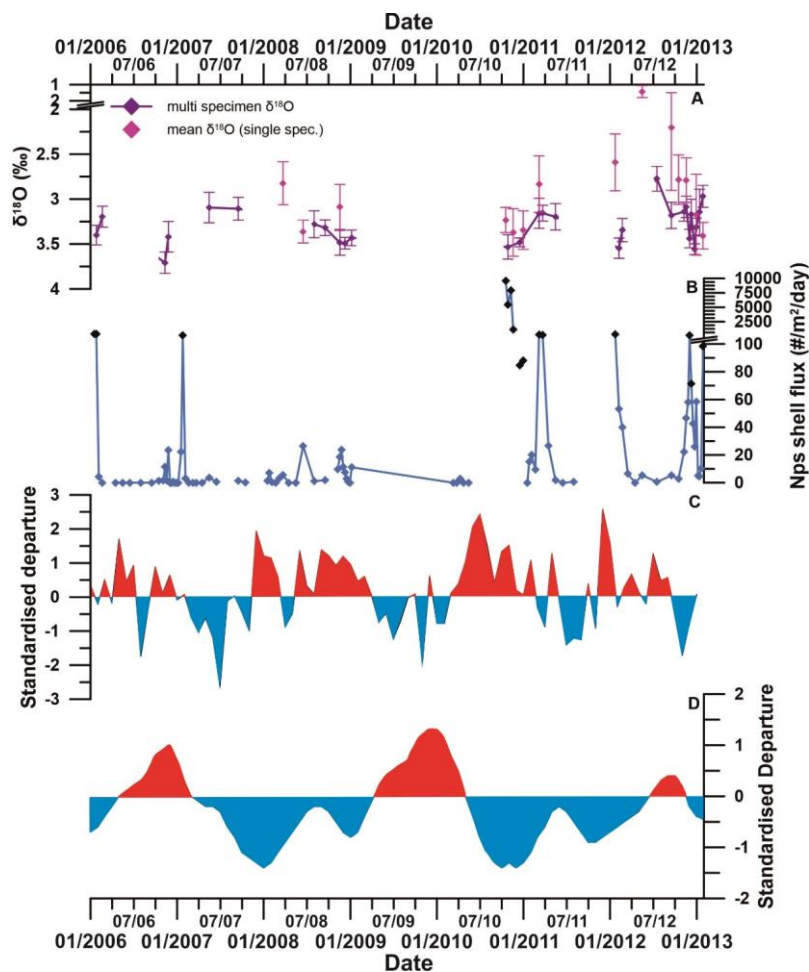 Date
01/2006 01/2007 01/2008 01/2009 01/2010 01/2011 01/2012 01/2013
07/06 07/07 07/08 07/09 07/10 07/11 07/12
A
1
2
2
2.5
3
3.5
4
δ¹⁸O (‰)
multi specimen δ¹⁸O
mean δ¹⁸O (single spec.)
B
10000
7500
5000
2500
100
80
60
40
20
0
Nps shell flux (#/m²/day)
C
3
2
1
0
-1
-2
-3
Standardised departure
D
2
1
0
-1
-2
Standardised Departure
07/06 07/07 07/08 07/09 07/10 07/11 07/12
01/2006 01/2007 01/2008 01/2009 01/2010 01/2011 01/2012 01/2013
Date